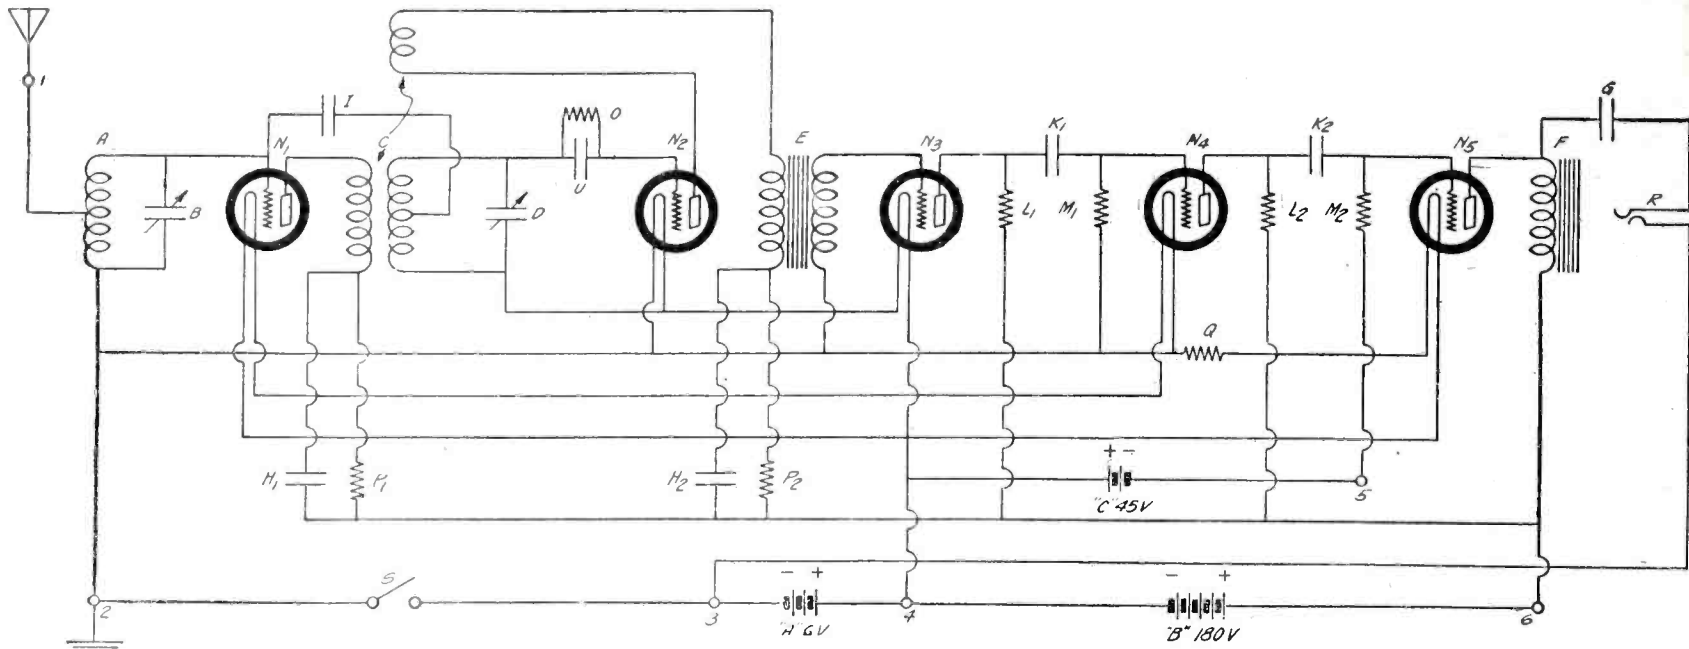 1
A
B
N1
I
C
O
U
D
N2
E
N3
K1
L1
M1
N4
K2
L2
M2
N5
F
G
R
Q
H1
P1
H2
P2
+ -
"C" 45V
5
2
S
3
- +
"A" 6V
4
- +
"B" 180V
6